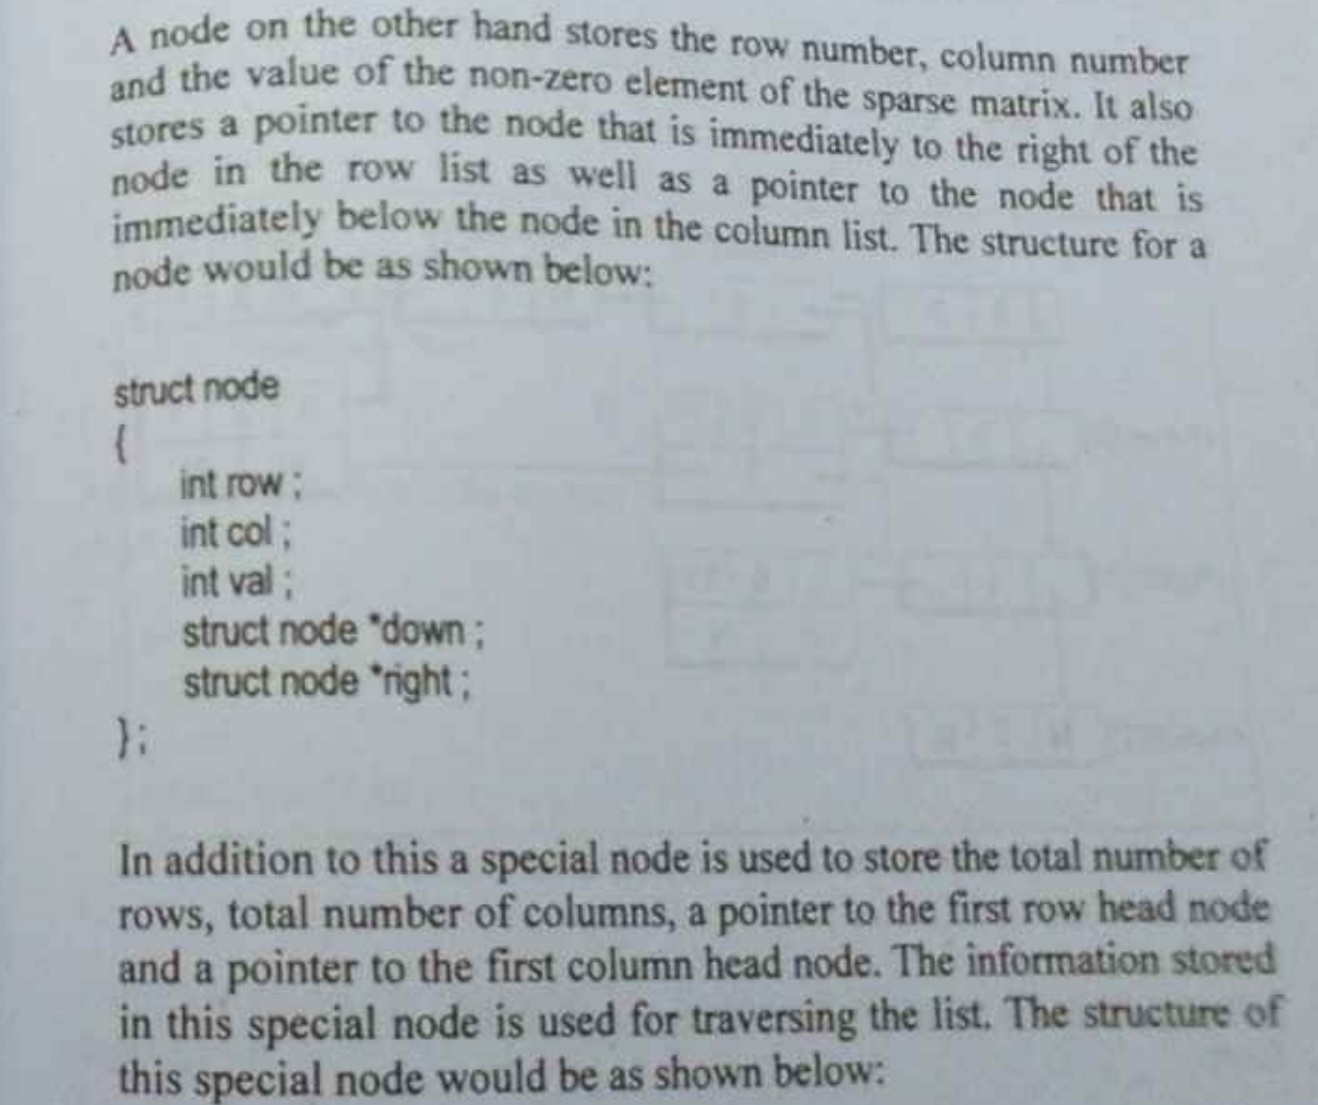 A node on the other hand stores the row number, column number
and the value of the non-zero element of the sparse matrix. It also
stores a pointer to the node that is immediately to the right of the
node in the row list as well as a pointer to the node that is
immediately below the node in the column list. The structure for a
node would be as shown below:
struct node
{
int row ;
int col ;
int val ;
struct node *down ;
struct node *right ;
} ;
In addition to this a special node is used to store the total number of
rows, total number of columns, a pointer to the first row head node
and a pointer to the first column head node. The information stored
in this special node is used for traversing the list. The structure of
this special node would be as shown below: